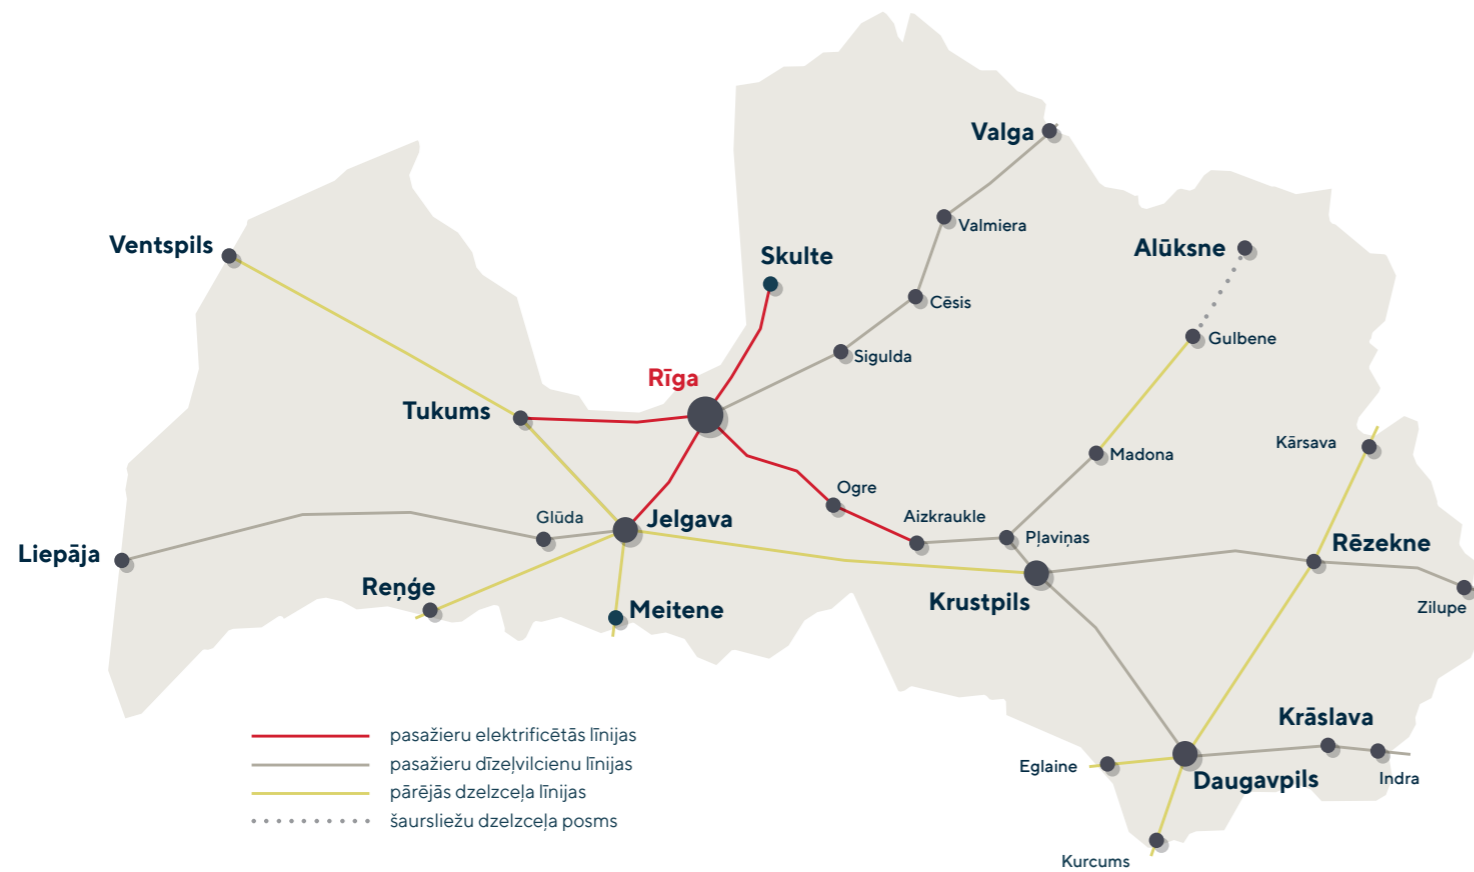 Valga
Valmiera
Ventspils
Skulte
Alūksne
Cēsis
Gulbene
Sigulda
Rīga
Tukums
Kārsava
Madona
Ogre
Glūda
Jelgava
Aizkraukle
Pļaviņas
Rēzekne
Liepāja
Reņģe
Meitene
Krustpils
Zilupe
Krāslava
pasažieru elektrificētās līnijas
pasažieru dīzeļvilcienu līnijas
pārējās dzelzceļa līnijas
šaursliežu dzelzceļa posms
Eglaine
Daugavpils
Indra
Kurcums